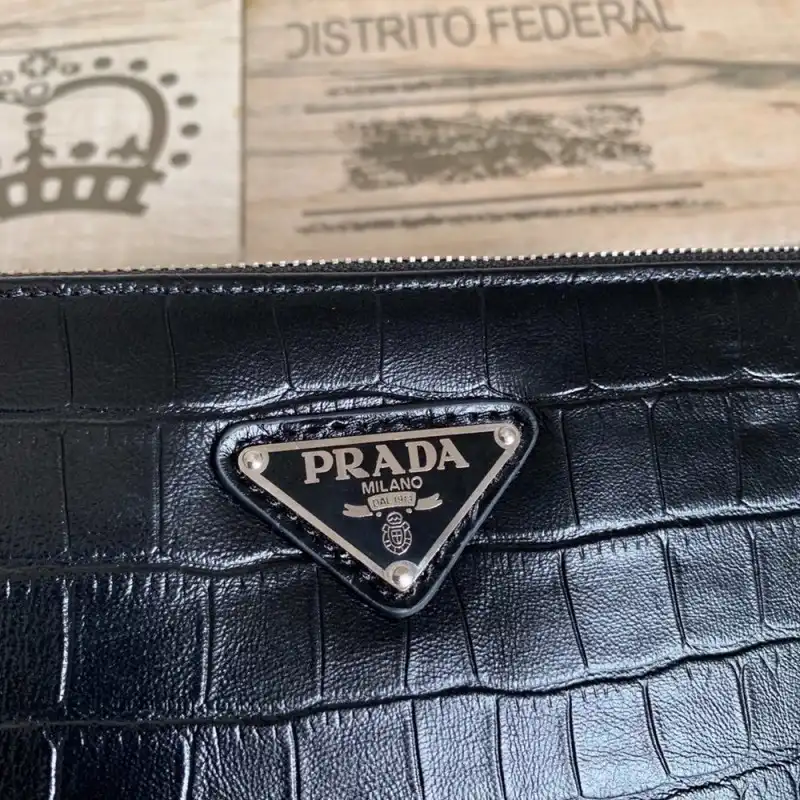 DISTRITO FEDERAL
PRADA
MILANO
DAL 1913